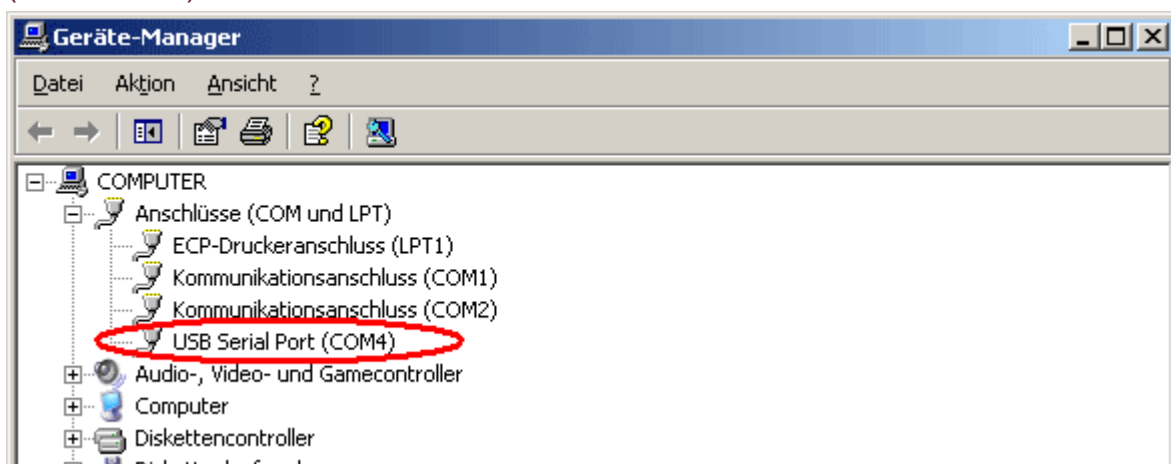 Geräte-Manager
Datei Aktion Ansicht ?
COMPUTER
Anschlüsse (COM und LPT)
ECP-Druckeranschluss (LPT1)
Kommunikationsanschluss (COM1)
Kommunikationsanschluss (COM2)
USB Serial Port (COM4)
Audio-, Video- und Gamecontroller
Computer
Diskettencontroller